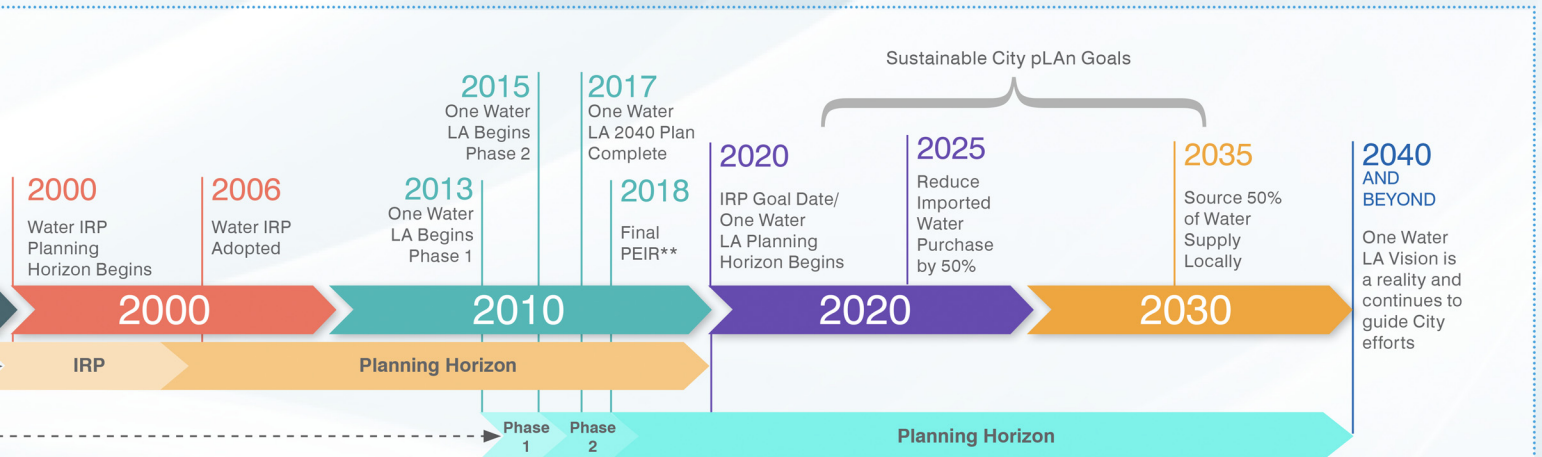 Sustainable City pLAn Goals
2015
One Water
LA Begins
Phase 2
2017
One Water
LA 2040 Plan
Complete
2000
Water IRP
Planning
Horizon Begins
2006
Water IRP
Adopted
2013
One Water
LA Begins
Phase 1
2018
Final
PEIR**
2020
IRP Goal Date/
One Water
LA Planning
Horizon Begins
2025
Reduce
Imported
Water
Purchase
by 50%
2035
Source 50%
of Water
Supply
Locally
2040
AND
BEYOND
One Water
LA Vision is
a reality and
continues to
guide City
efforts
2000
2010
2020
2030
IRP
Planning Horizon
Phase
1
Phase
2
Planning Horizon